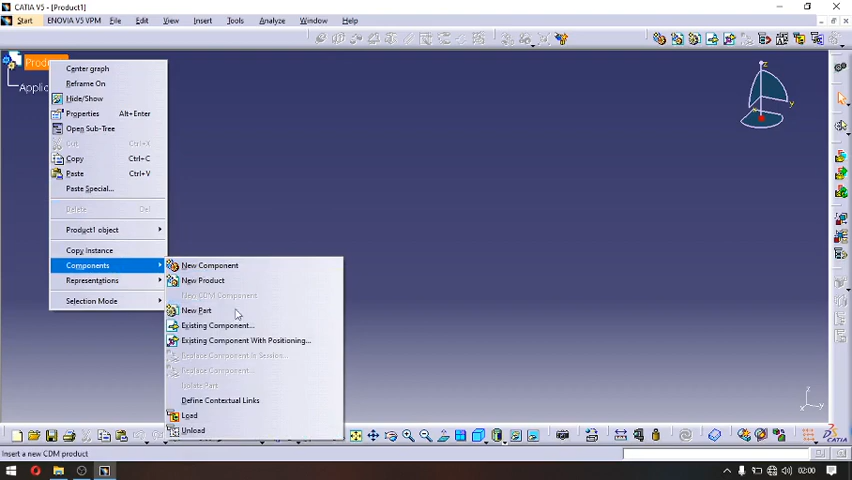 CATIA V5 - [Product1]
Start ENOVIA V5 VPM File Edit View Insert Tools Analyze Window Help
Produ
Applic
Center graph
Reframe On
Hide/Show
Properties Alt+Enter
Open Sub-Tree
Cut Ctrl+X
Copy Ctrl+C
Paste Ctrl+V
Paste Special...
Delete Del
Product1 object
Copy Instance
Components
Representations
Selection Mode
New Component
New Product
New CDM Component
New Part
Existing Component...
Existing Component With Positioning...
Replace Component In Session...
Replace Component...
Isolate Part
Define Contextual Links
Load
Unload
z
y
x
z
y
x
Insert a new CDM product
CATIA
02:00